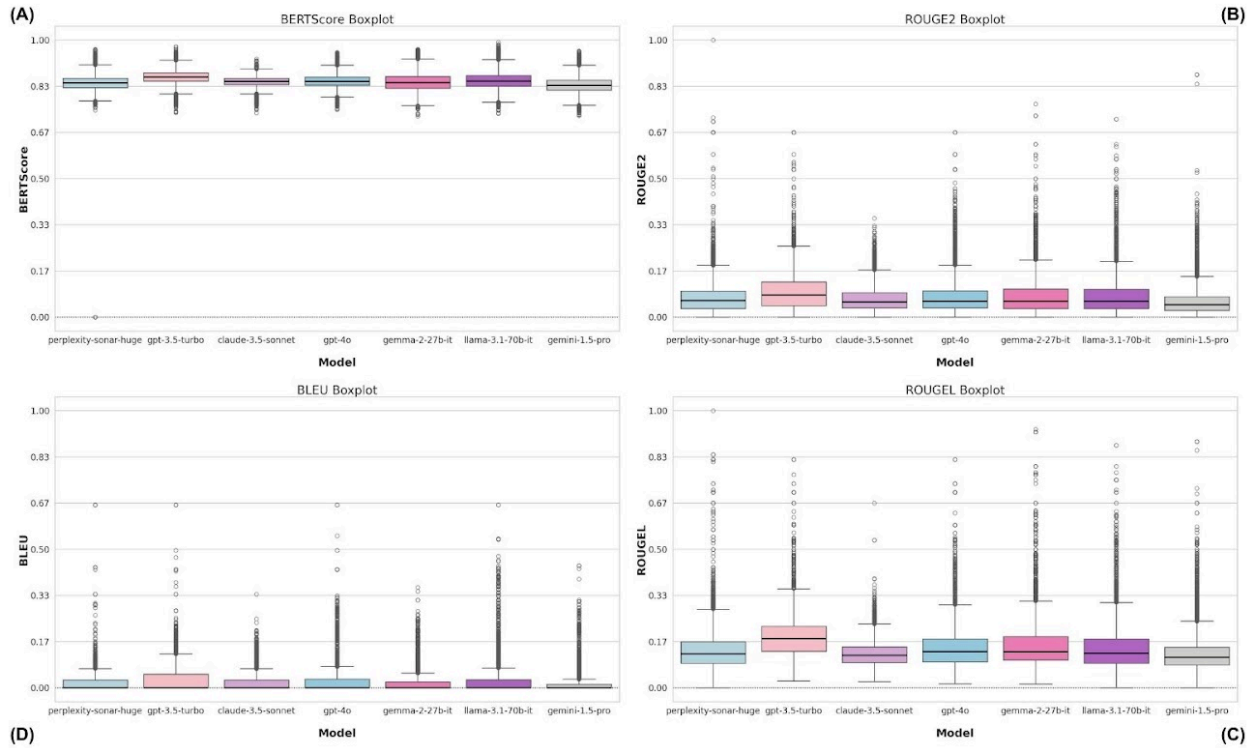 (A)
BERTScore Boxplot
1.00
0.83
0.67
0.50
0.33
0.17
0.00
BERTScore
perplexity-sonar-huge gpt-3.5-turbo claude-3.5-sonnet gpt-4o gemma-2-27b-it llama-3.1-70b-it gemini-1.5-pro
Model
(B)
ROUGE2 Boxplot
1.00
0.83
0.67
0.50
0.33
0.17
0.00
ROUGE2
perplexity-sonar-huge gpt-3.5-turbo claude-3.5-sonnet gpt-4o gemma-2-27b-it llama-3.1-70b-it gemini-1.5-pro
Model
BLEU Boxplot
1.00
0.83
0.67
0.50
0.33
0.17
0.00
BLEU
perplexity-sonar-huge gpt-3.5-turbo claude-3.5-sonnet gpt-4o gemma-2-27b-it llama-3.1-70b-it gemini-1.5-pro
Model
(D)
ROUGEL Boxplot
1.00
0.83
0.67
0.50
0.33
0.17
0.00
ROUGEL
perplexity-sonar-huge gpt-3.5-turbo claude-3.5-sonnet gpt-4o gemma-2-27b-it llama-3.1-70b-it gemini-1.5-pro
Model
(C)